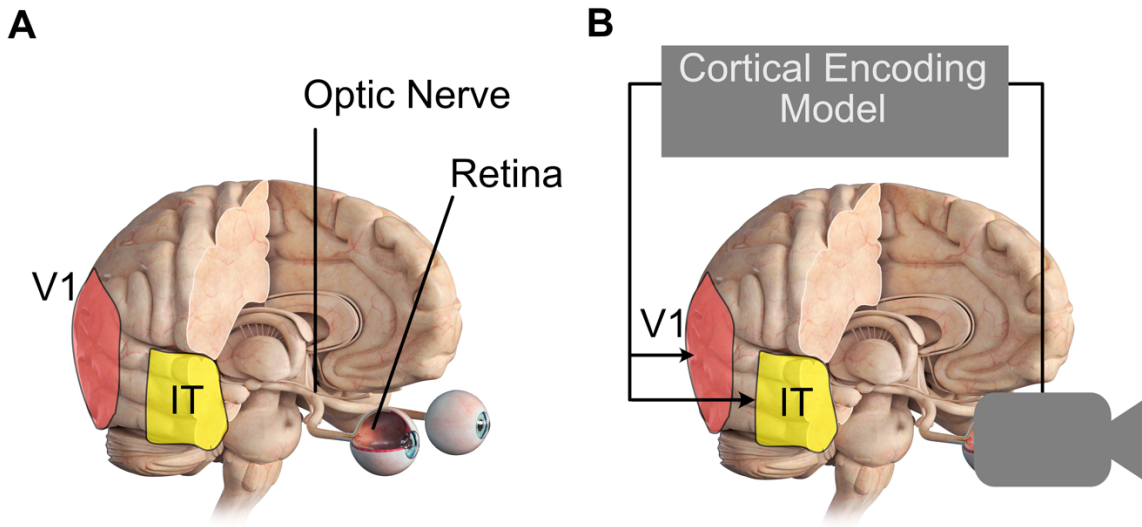 A
Optic Nerve
Retina
V1
IT
B
Cortical Encoding
Model
V1
IT